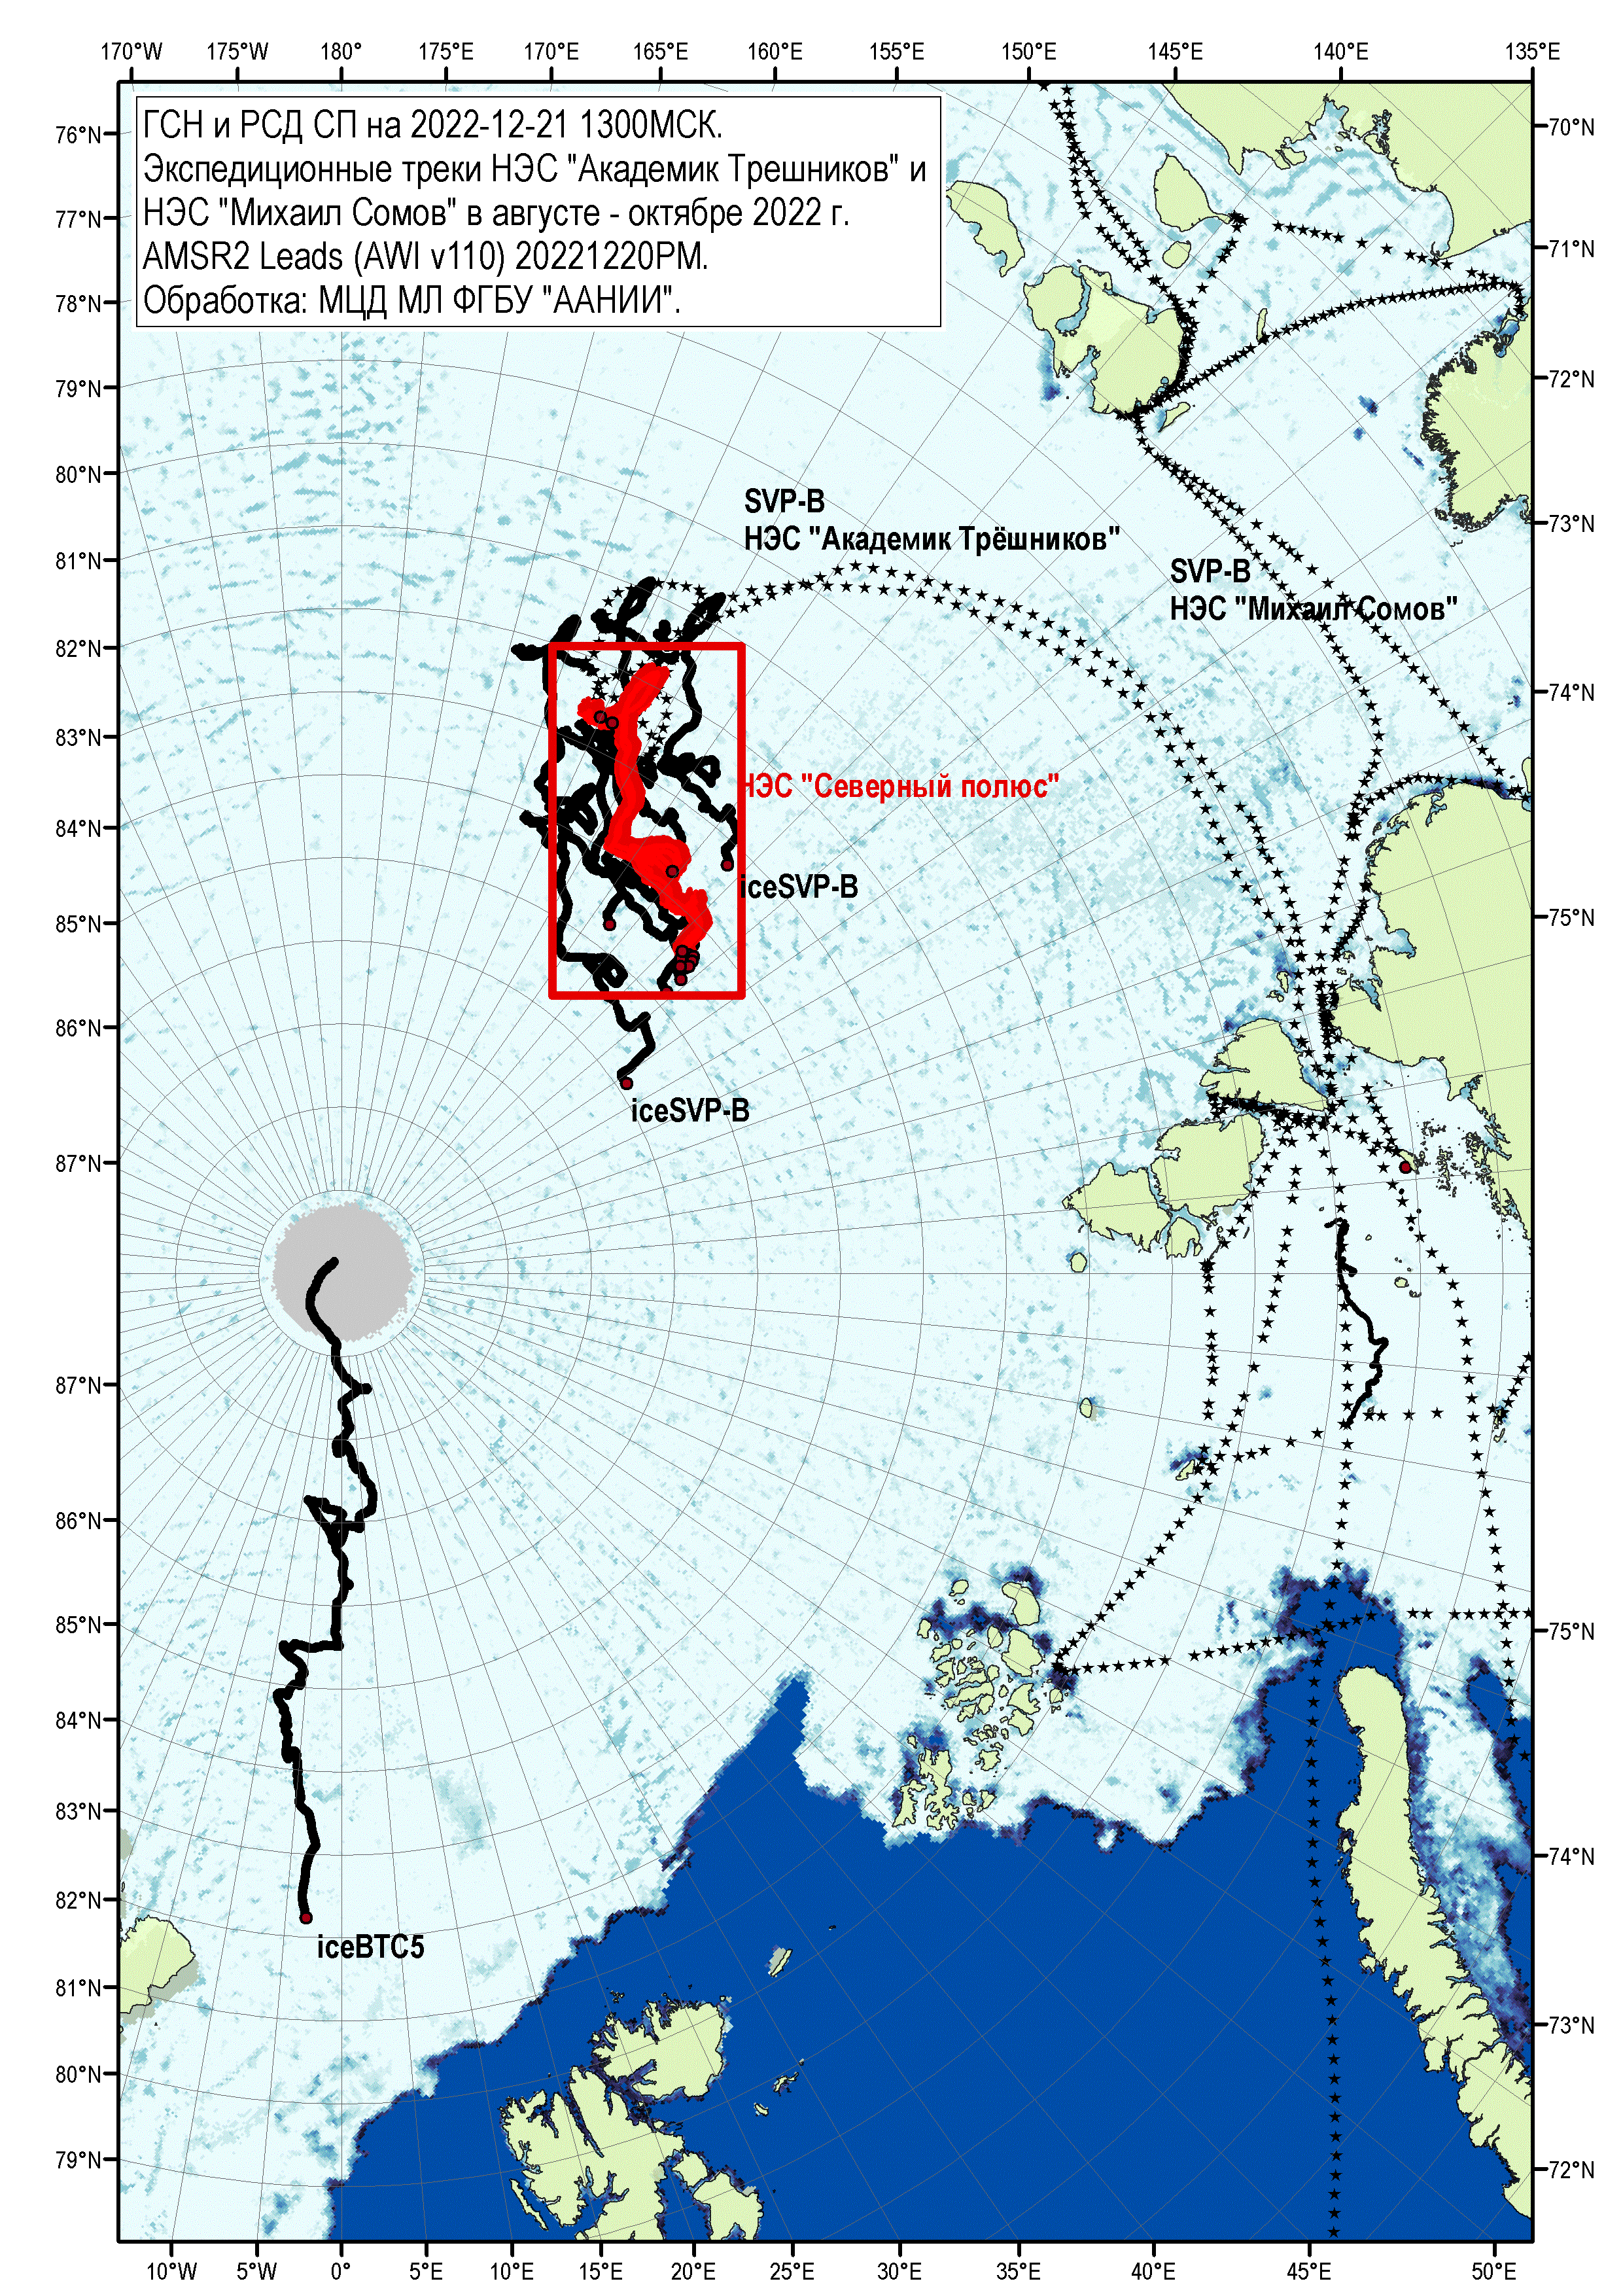 170°W 175°W 180° 175°E 170°E 165°E 160°E 155°E 150°E 145°E 140°E 135°E
ГСН и РСД СП на 2022-12-21 1300МСК.
Экспедиционные треки НЭС "Академик Трешников" и
НЭС "Михаил Сомов" в августе - октябре 2022 г.
AMSR2 Leads (AWI v110) 20221220PM.
Обработка: МЦД МЛ ФГБУ "ААНИИ".
76°N
77°N
78°N
79°N
80°N
81°N
82°N
83°N
84°N
85°N
86°N
87°N
87°N
86°N
85°N
84°N
83°N
82°N
81°N
80°N
79°N
SVP-B
НЭС "Академик Трёшников"
SVP-B
НЭС "Михаил Сомов"
НЭС "Северный полюс"
iceSVP-B
iceSVP-B
iceBTC5
70°N
71°N
72°N
73°N
74°N
75°N
75°N
74°N
73°N
72°N
10°W 5°W 0° 5°E 10°E 15°E 20°E 25°E 30°E 35°E 40°E 45°E 50°E